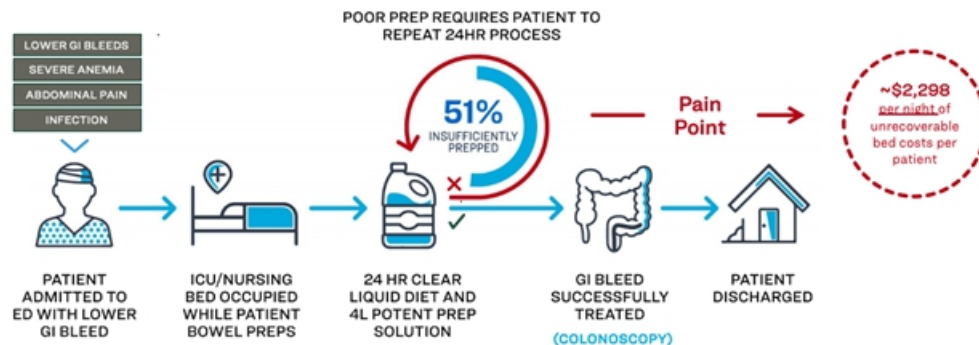 POOR PREP REQUIRES PATIENT TO
REPEAT 24HR PROCESS
LOWER GI BLEEDS
SEVERE ANEMIA
ABDOMINAL PAIN
INFECTION
51%
INSUFFICIENTLY
PREPPED
Pain
Point
~$2,298
per night of
unrecoverable
bed costs per
patient
PATIENT
ADMITTED TO
ED WITH LOWER
GI BLEED
ICU/NURSING
BED OCCUPIED
WHILE PATIENT
BOWEL PREPS
24 HR CLEAR
LIQUID DIET AND
4L POTENT PREP
SOLUTION
GI BLEED
SUCCESSFULLY
TREATED
(COLONOSCOPY)
PATIENT
DISCHARGED